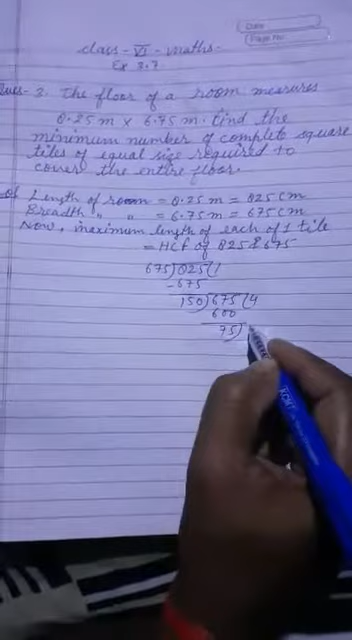 Date
Page No.
class - VI - maths.
Ex 3.7
Ques- 3. The floor of a room measures
8.25 m x 6.75 m. Find the
minimum number of complete square
tiles of equal size required to
cover the entire floor.
Sol Length of room = 8.25 m = 825 cm
Breadth " " = 6.75 m = 675 cm
Now, maximum length of each of 1 tile
= HCF of 825 & 675
675)825(1
-675
150)675(4
600
75)